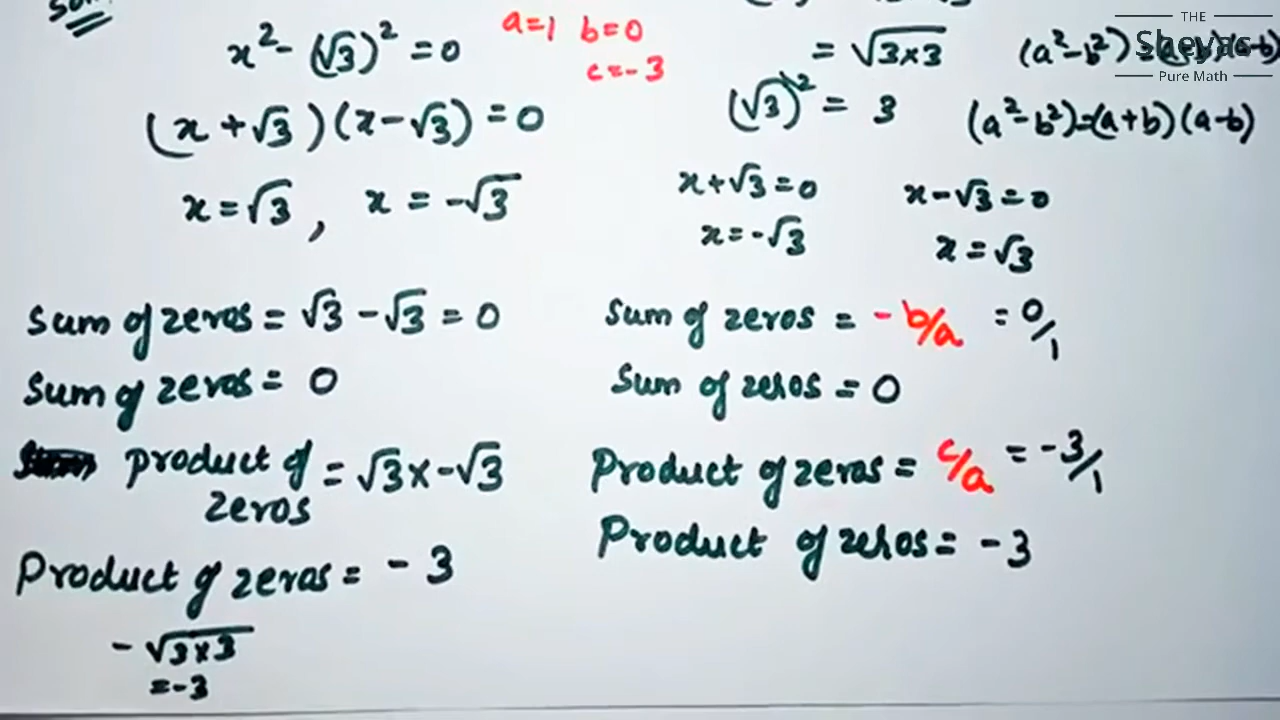 x² - (√3)² = 0
a=1 b=0
c=-3
(x + √3)(x - √3) = 0
x = √3 , x = -√3
= √3×3
(√3)² = 3
(a²-b²)
(a²-b²)=(a+b)(a-b)
x+√3=0
x=-√3
x-√3=0
x=√3
THE
Sheyas
Pure Math
Sum of zeros = √3 - √3 = 0
Sum of zeros = 0
product of zeros = √3 x -√3
Product of zeros = -3
-√3×3
=-3
Sum of zeros = -b/a = 0/1
Sum of zeros = 0
Product of zeros = c/a = -3/1
Product of zeros = -3